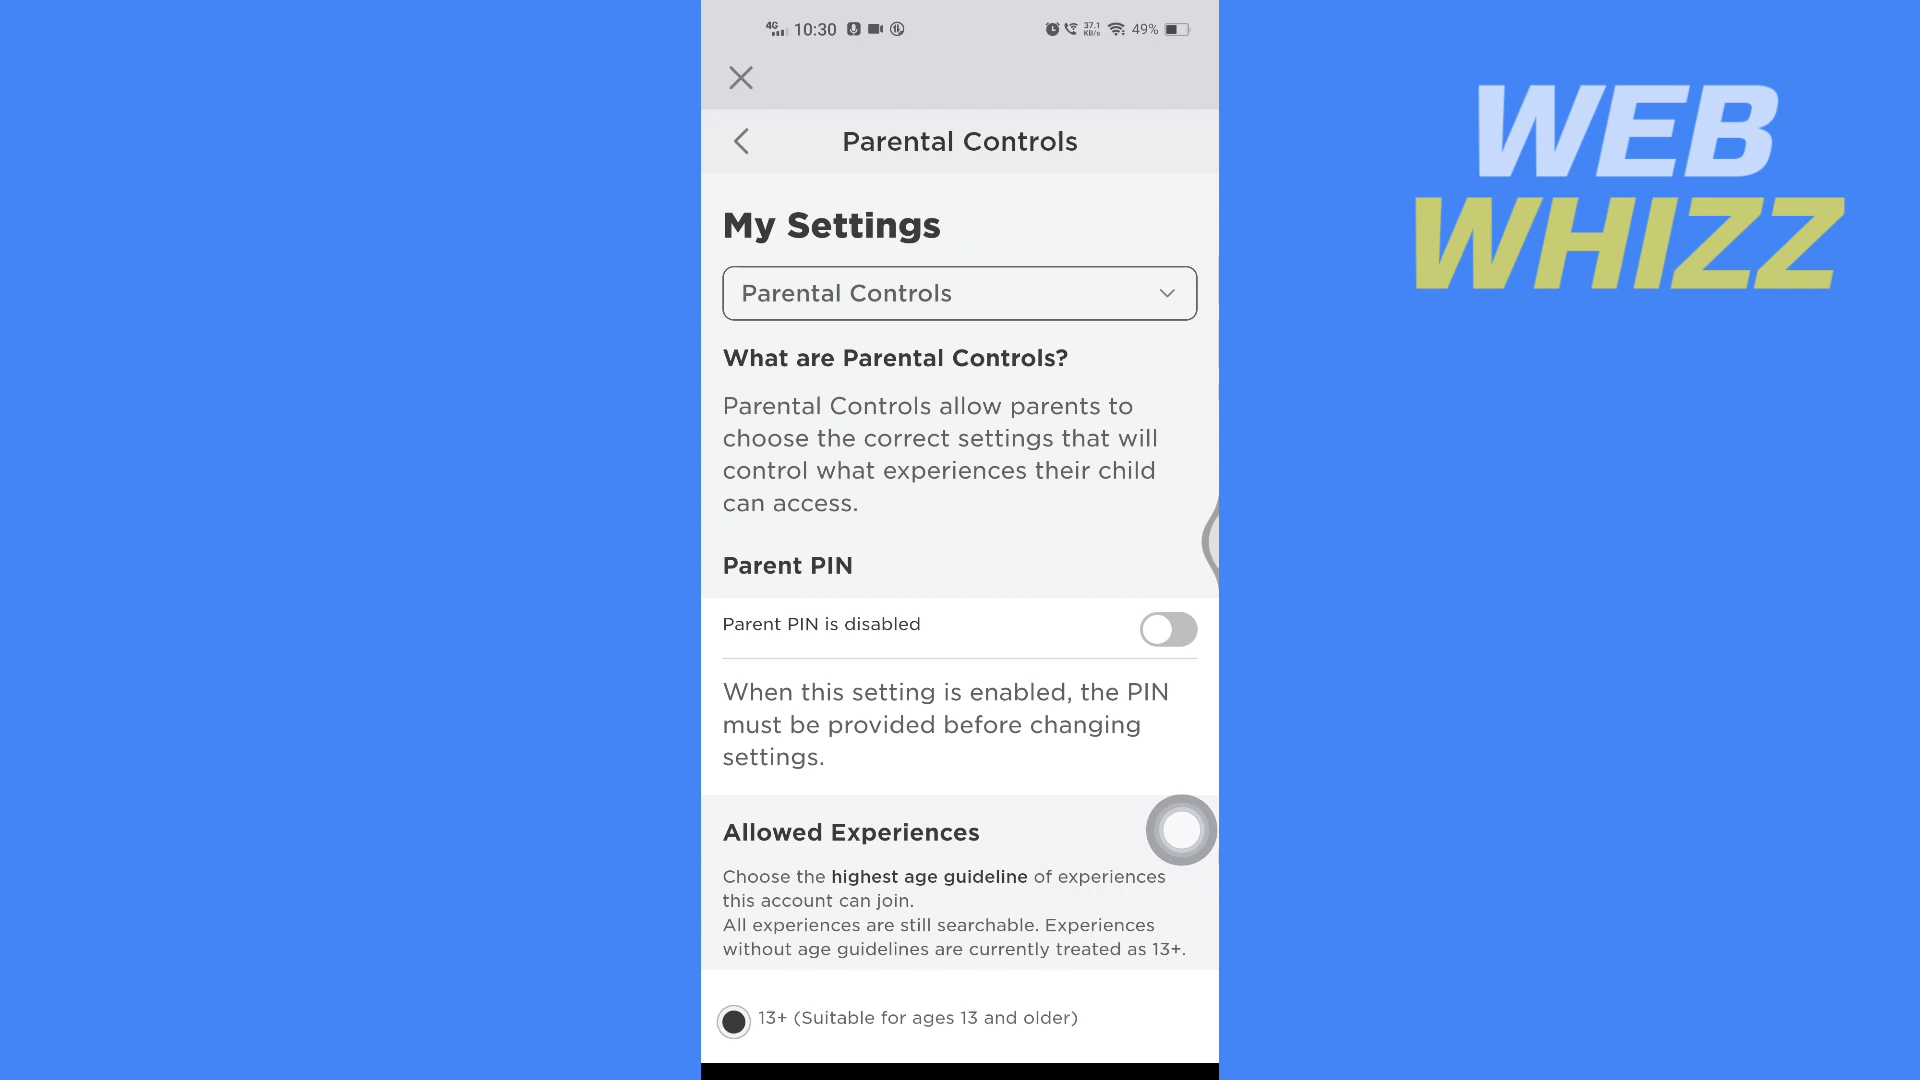 4G 10:30 37.1 KB/s 49%
Parental Controls
WEB
WHIZZ
My Settings
Parental Controls
What are Parental Controls?
Parental Controls allow parents to
choose the correct settings that will
control what experiences their child
can access.
Parent PIN
Parent PIN is disabled
When this setting is enabled, the PIN
must be provided before changing
settings.
Allowed Experiences
Choose the highest age guideline of experiences
this account can join.
All experiences are still searchable. Experiences
without age guidelines are currently treated as 13+.
13+ (Suitable for ages 13 and older)